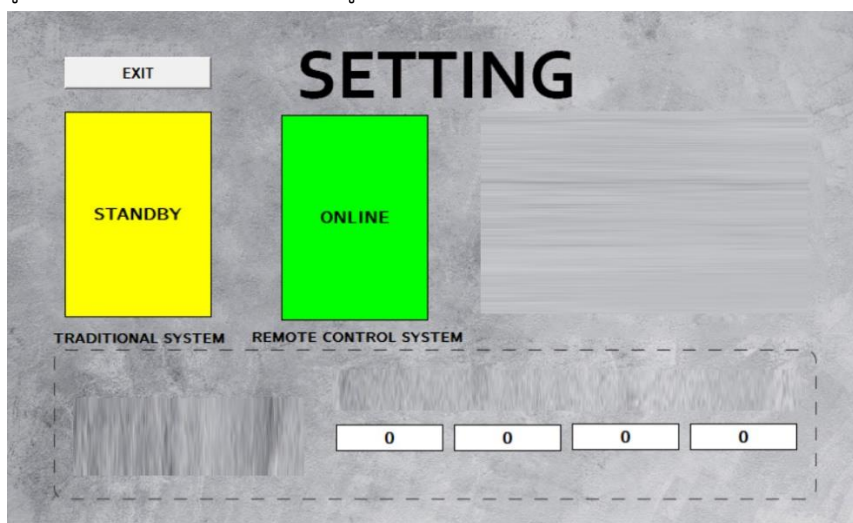 EXIT
SETTING
STANDBY
ONLINE
TRADITIONAL SYSTEM
REMOTE CONTROL SYSTEM
0
0
0
0